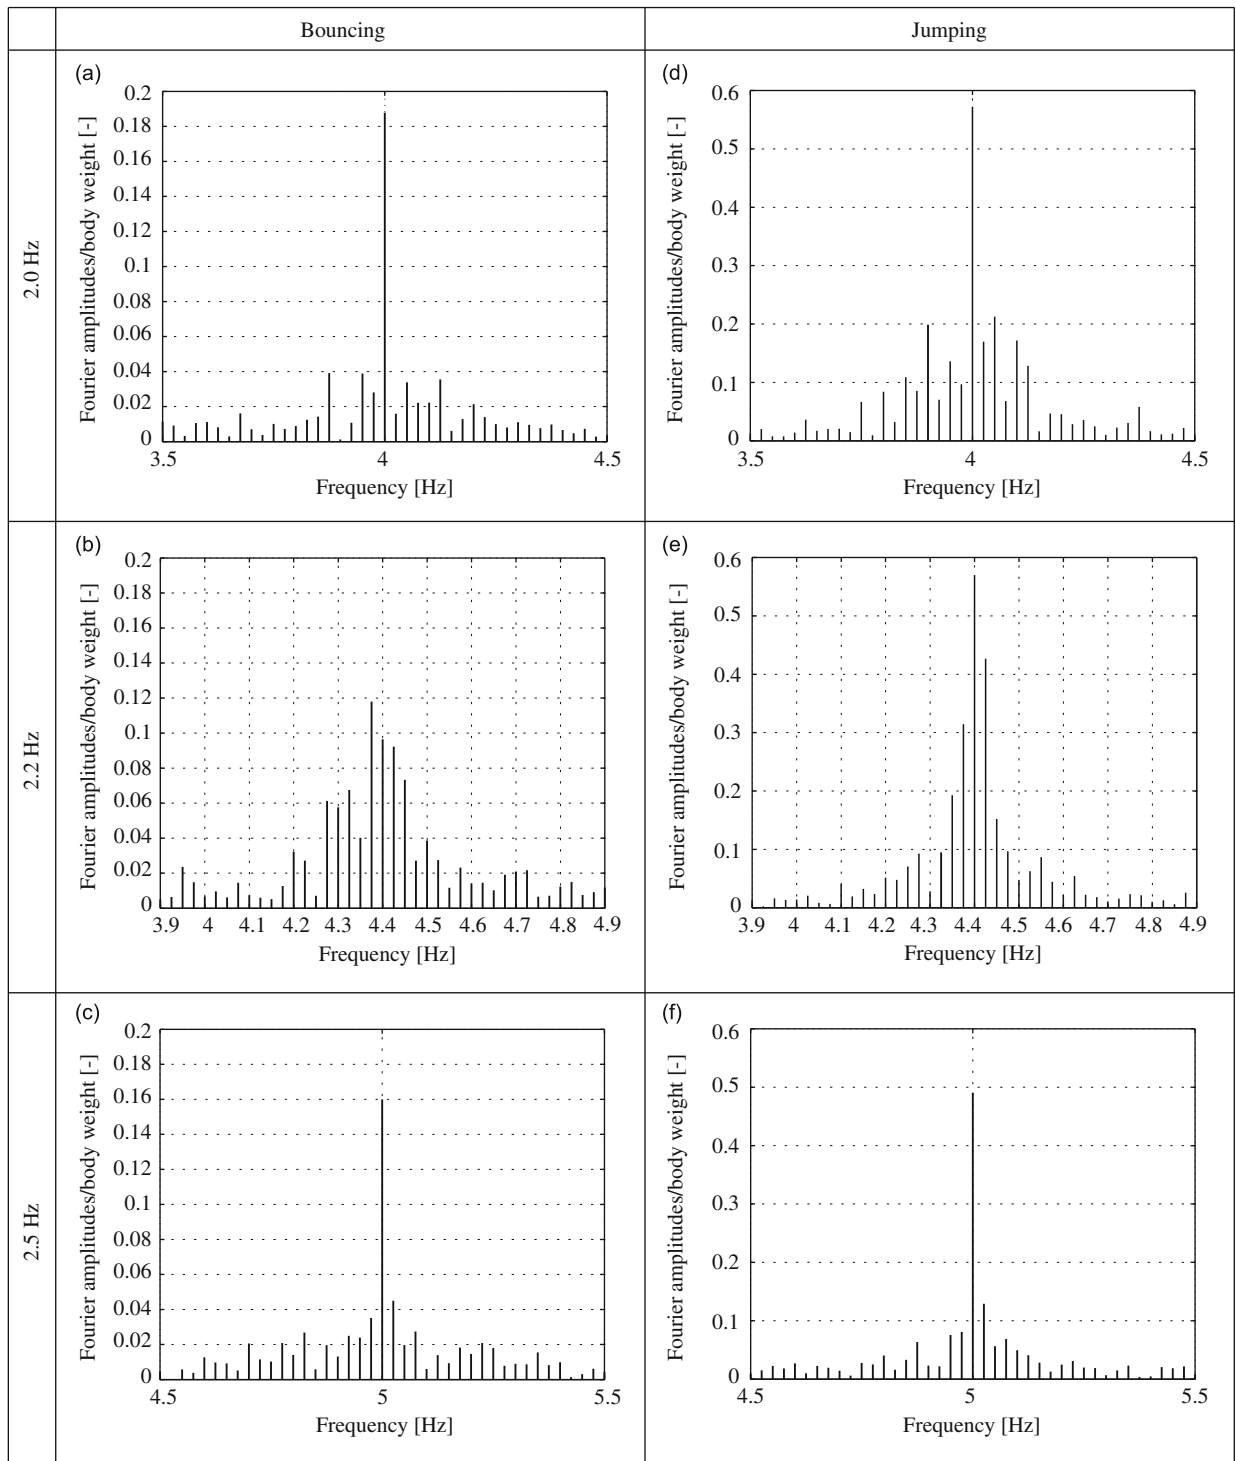 Bouncing
Jumping
2.0 Hz
(a)
Fourier amplitudes/body weight [-]
0.2
0.18
0.16
0.14
0.12
0.1
0.08
0.06
0.04
0.02
0
3.5 4 4.5
Frequency [Hz]
(d)
Fourier amplitudes/body weight [-]
0.6
0.5
0.4
0.3
0.2
0.1
0
3.5 4 4.5
Frequency [Hz]
2.2 Hz
(b)
Fourier amplitudes/body weight [-]
0.2
0.18
0.16
0.14
0.12
0.1
0.08
0.06
0.04
0.02
0
3.9 4 4.1 4.2 4.3 4.4 4.5 4.6 4.7 4.8 4.9
Frequency [Hz]
(e)
Fourier amplitudes/body weight [-]
0.6
0.5
0.4
0.3
0.2
0.1
0
3.9 4 4.1 4.2 4.3 4.4 4.5 4.6 4.7 4.8 4.9
Frequency [Hz]
2.5 Hz
(c)
Fourier amplitudes/body weight [-]
0.2
0.18
0.16
0.14
0.12
0.1
0.08
0.06
0.04
0.02
0
4.5 5 5.5
Frequency [Hz]
(f)
Fourier amplitudes/body weight [-]
0.6
0.5
0.4
0.3
0.2
0.1
0
4.5 5 5.5
Frequency [Hz]